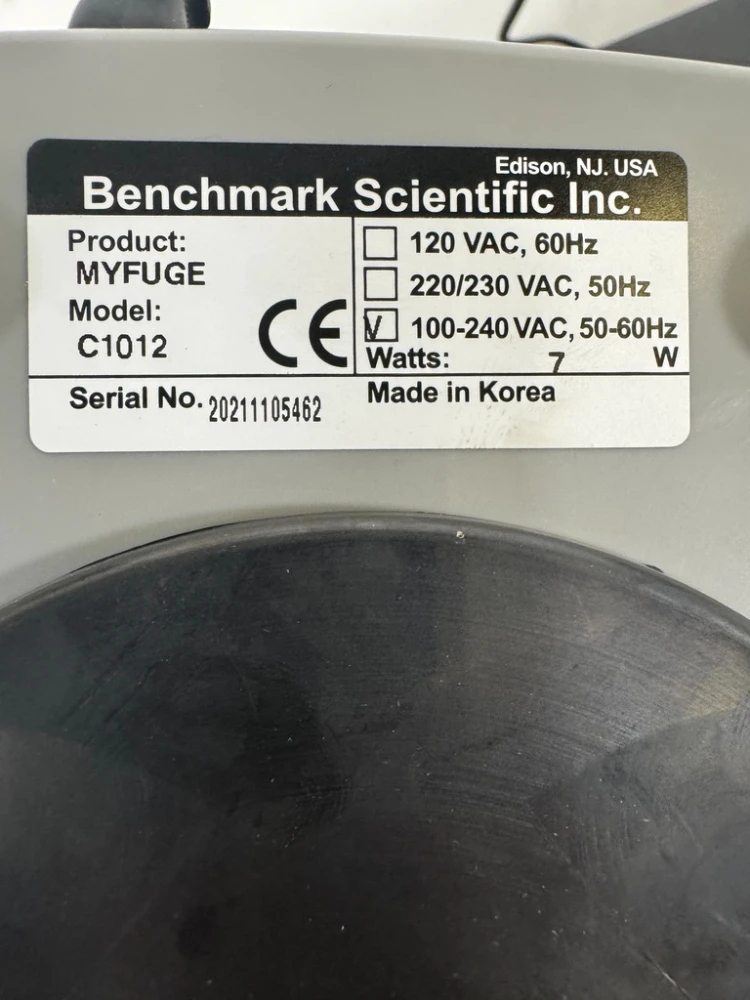 Edison, NJ. USA
Benchmark Scientific Inc.
Product:
MYFUGE
Model:
C1012
CE
120 VAC, 60Hz
220/230 VAC, 50Hz
V 100-240 VAC, 50-60Hz
Watts: 7 W
Serial No. 20211105462
Made in Korea